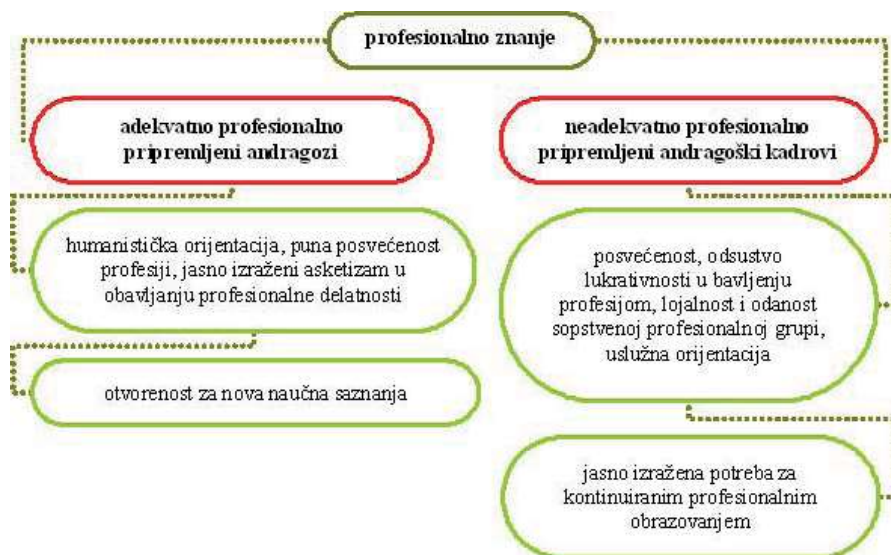 profesionalno znanje
adekvatno profesionalno
pripremljeni andragozi
neadekvatno profesionalno
pripremljeni andragoški kadrovi
humanistička orijentacija, puna posvećenost
profesiji, jasno izraženi asketizam u
obavljanju profesionalne delatnosti
posvećenost, odsustvo
lukrativnosti u bavljenju
profesijom, lojalnost i odanost
sopstvenoj profesionalnoj grupi,
uslužna orijentacija
otvorenost za nova naučna saznanja
jasno izražena potreba za
kontinuiranim profesionalnim
obrazovanjem